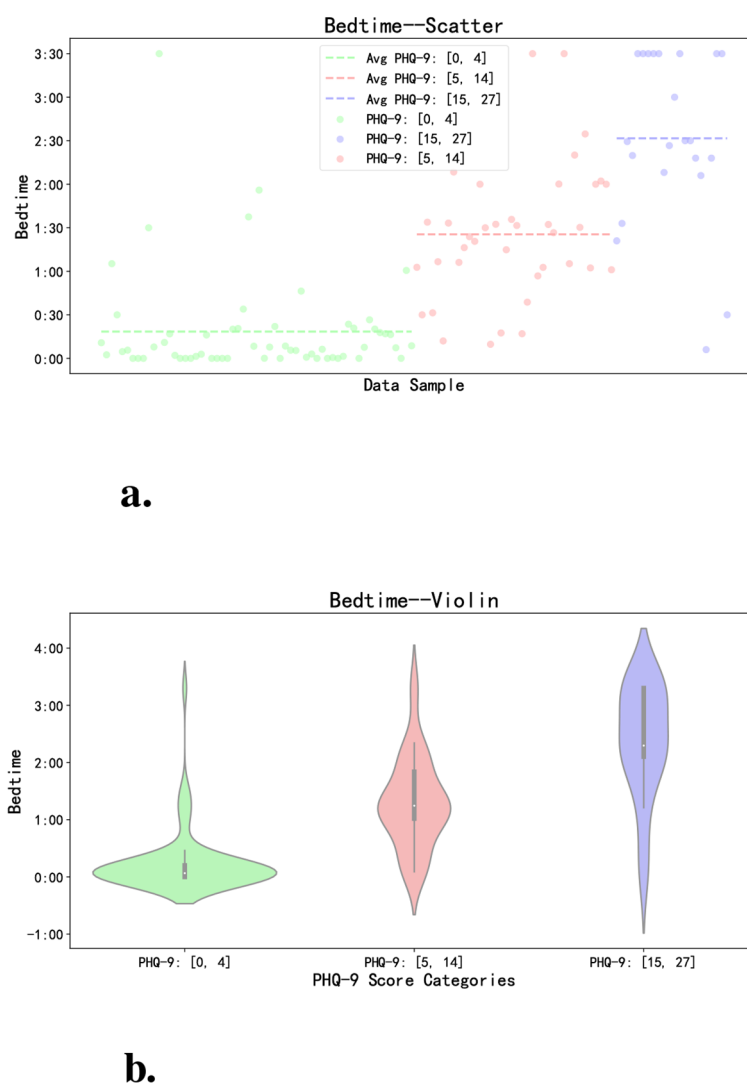 Bedtime--Scatter
3:30
3:00
2:30
2:00
1:30
1:00
0:30
0:00
Bedtime
Avg PHQ-9: [0, 4]
Avg PHQ-9: [5, 14]
Avg PHQ-9: [15, 27]
PHQ-9: [0, 4]
PHQ-9: [15, 27]
PHQ-9: [5, 14]
Data Sample
a.
Bedtime--Violin
4:00
3:00
2:00
1:00
0:00
-1:00
Bedtime
PHQ-9: [0, 4] PHQ-9: [5, 14] PHQ-9: [15, 27]
PHQ-9 Score Categories
b.